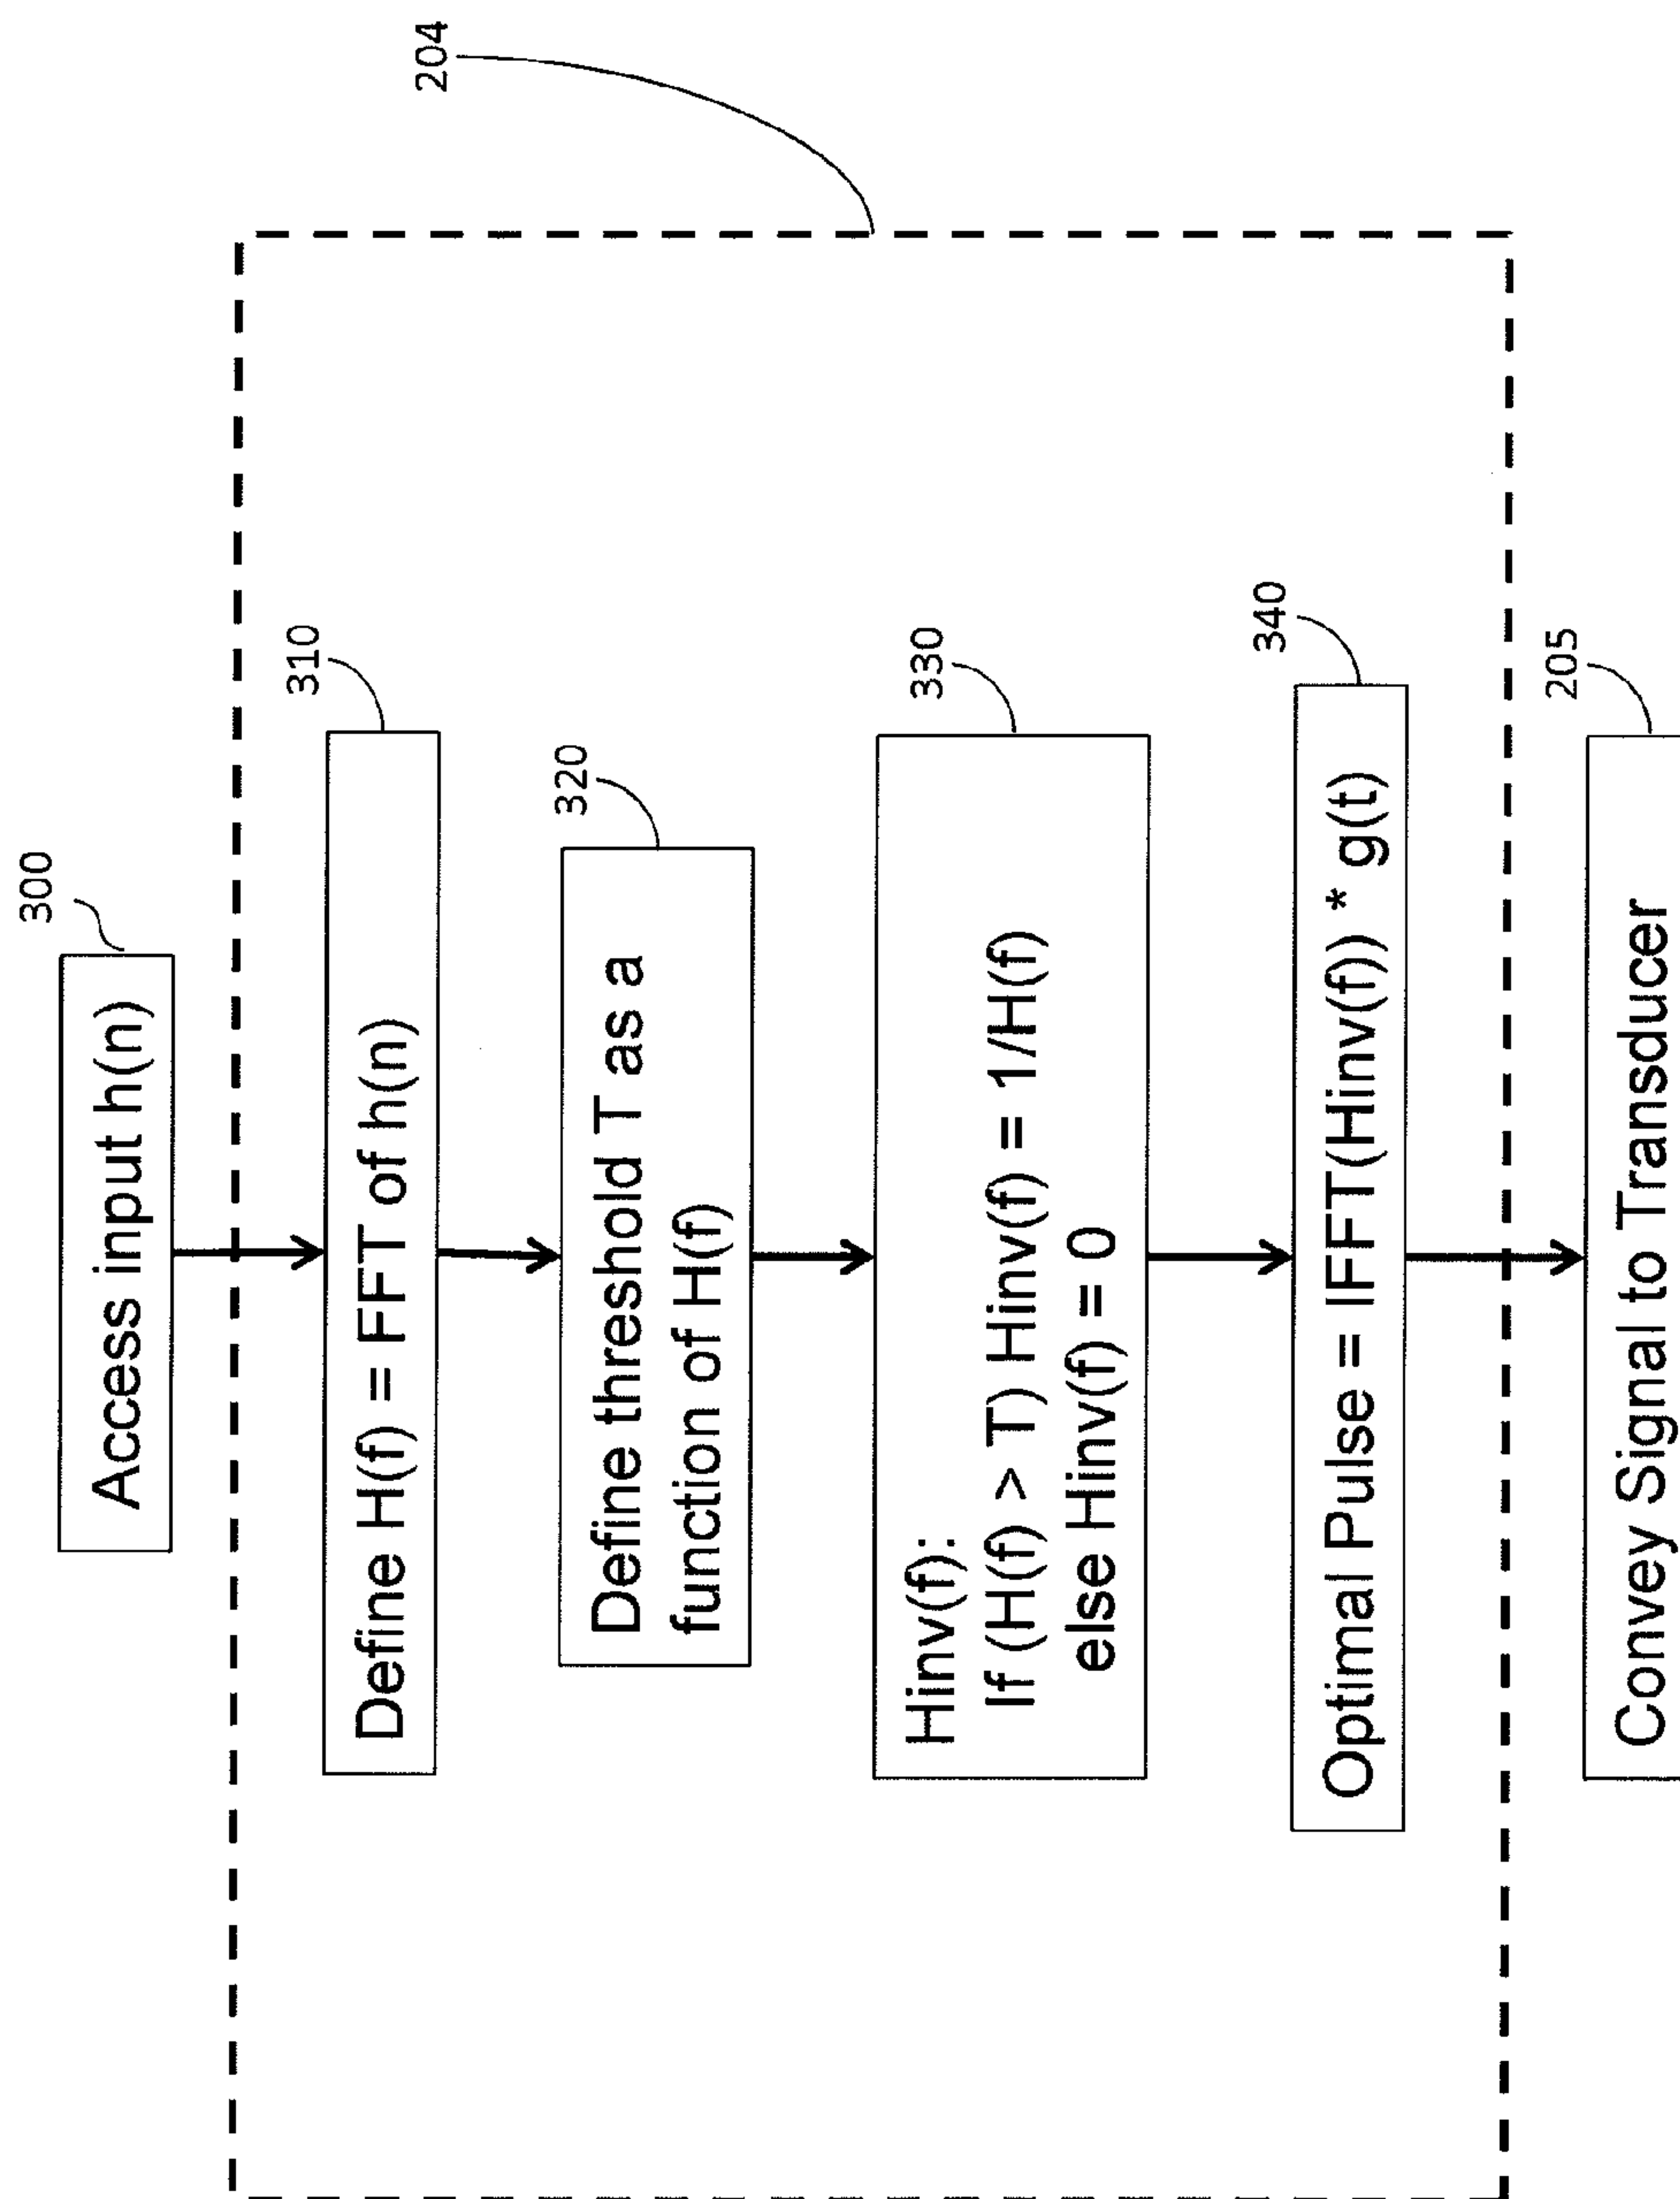 204
300
Access input h(n)
310
Define H(f) = FFT of h(n)
320
Define threshold T as a
function of H(f)
330
Hinv(f):
If (H(f) > T) Hinv(f) = 1/H(f)
else Hinv(f) = 0
340
Optimal Pulse = IFFT(Hinv(f)) * g(t)
205
Convey Signal to Transducer